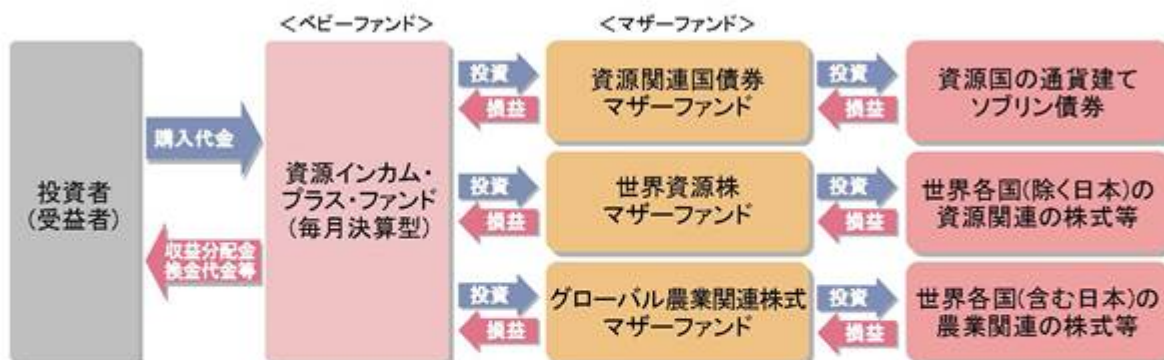 <ベビーファンド>
<マザーファンド>
投資者
(受益者)
購入代金
収益分配金
換金代金等
資源インカム・
プラス・ファンド
(毎月決算型)
投資
損益
資源関連国債券
マザーファンド
投資
損益
資源国の通貨建て
ソブリン債券
投資
損益
世界資源株
マザーファンド
投資
損益
世界各国(除く日本)の
資源関連の株式等
投資
損益
グローバル農業関連株式
マザーファンド
投資
損益
世界各国(含む日本)の
農業関連の株式等